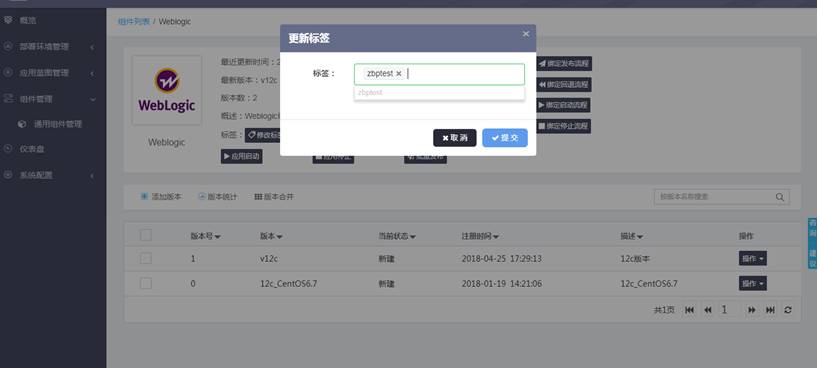 概览
部署环境管理
应用蓝图管理
组件管理
通用组件管理
仪表盘
系统配置
组件列表 / Weblogic
更新标签
×
标签：
zbptest ×
zbptest
× 取 消
✔ 提 交
WebLogic
Weblogic
最近更新时间：2
最新版本：v12c
版本数：2
概述：Weblogic
标签：
修改标
应用启动
应用停止
批量发布
绑定发布流程
绑定回退流程
绑定启动流程
绑定停止流程
添加版本
版本统计
版本合并
按版本名称搜索
版本号 版本 当前状态 注册时间 描述 操作
1 v12c 新建 2018-04-25 17:29:13 12c版本 操作
0 12c_CentOS6.7 新建 2018-01-19 14:21:06 12c_CentOS6.7 操作
共1页 1
咨询
建议